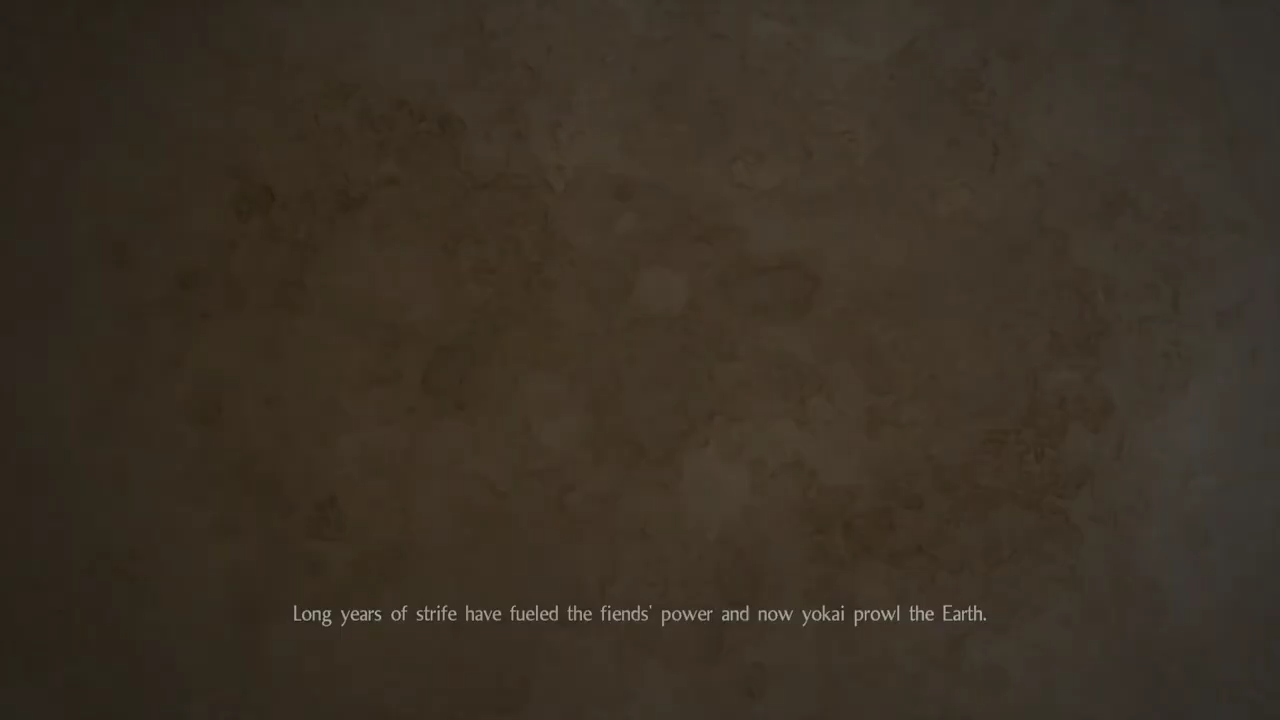 Long years of strife have fueled the fiends' power and now yokai prowl the Earth.